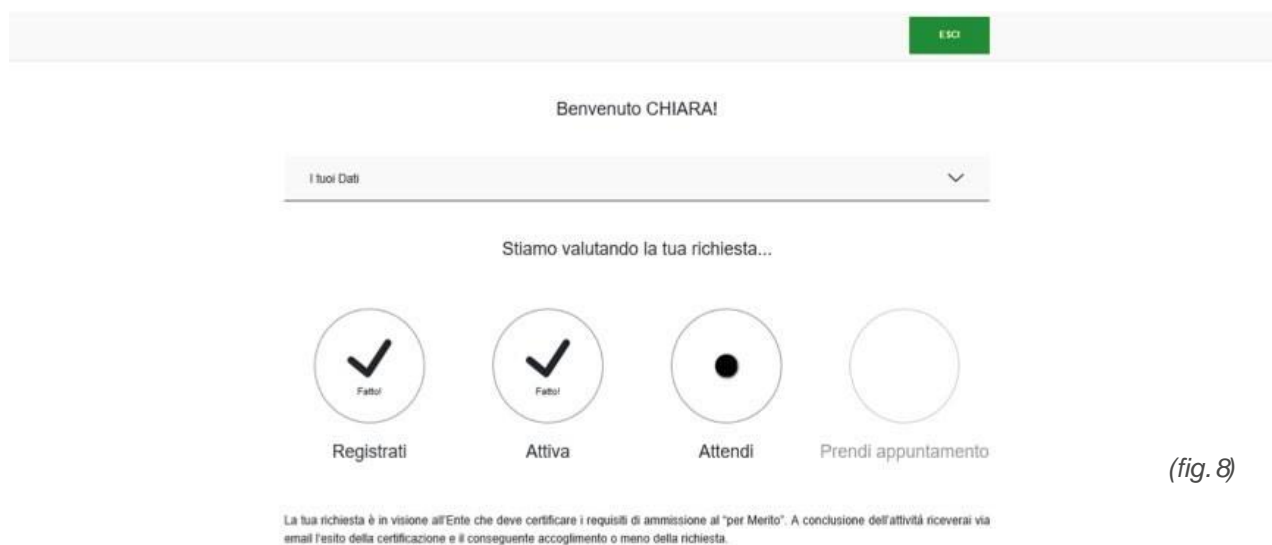 ESCI
Benvenuto CHIARA!
I tuoi Dati
Stiamo valutando la tua richiesta...
Fatto!
Fatto!
Registrati
Attiva
Attendi
Prendi appuntamento
(fig. 8)
La tua richiesta è in visione all'Ente che deve certificare i requisiti di ammissione al "per Merito". A conclusione dell'attività riceverai via
email l'esito della certificazione e il conseguente accoglimento o meno della richiesta.